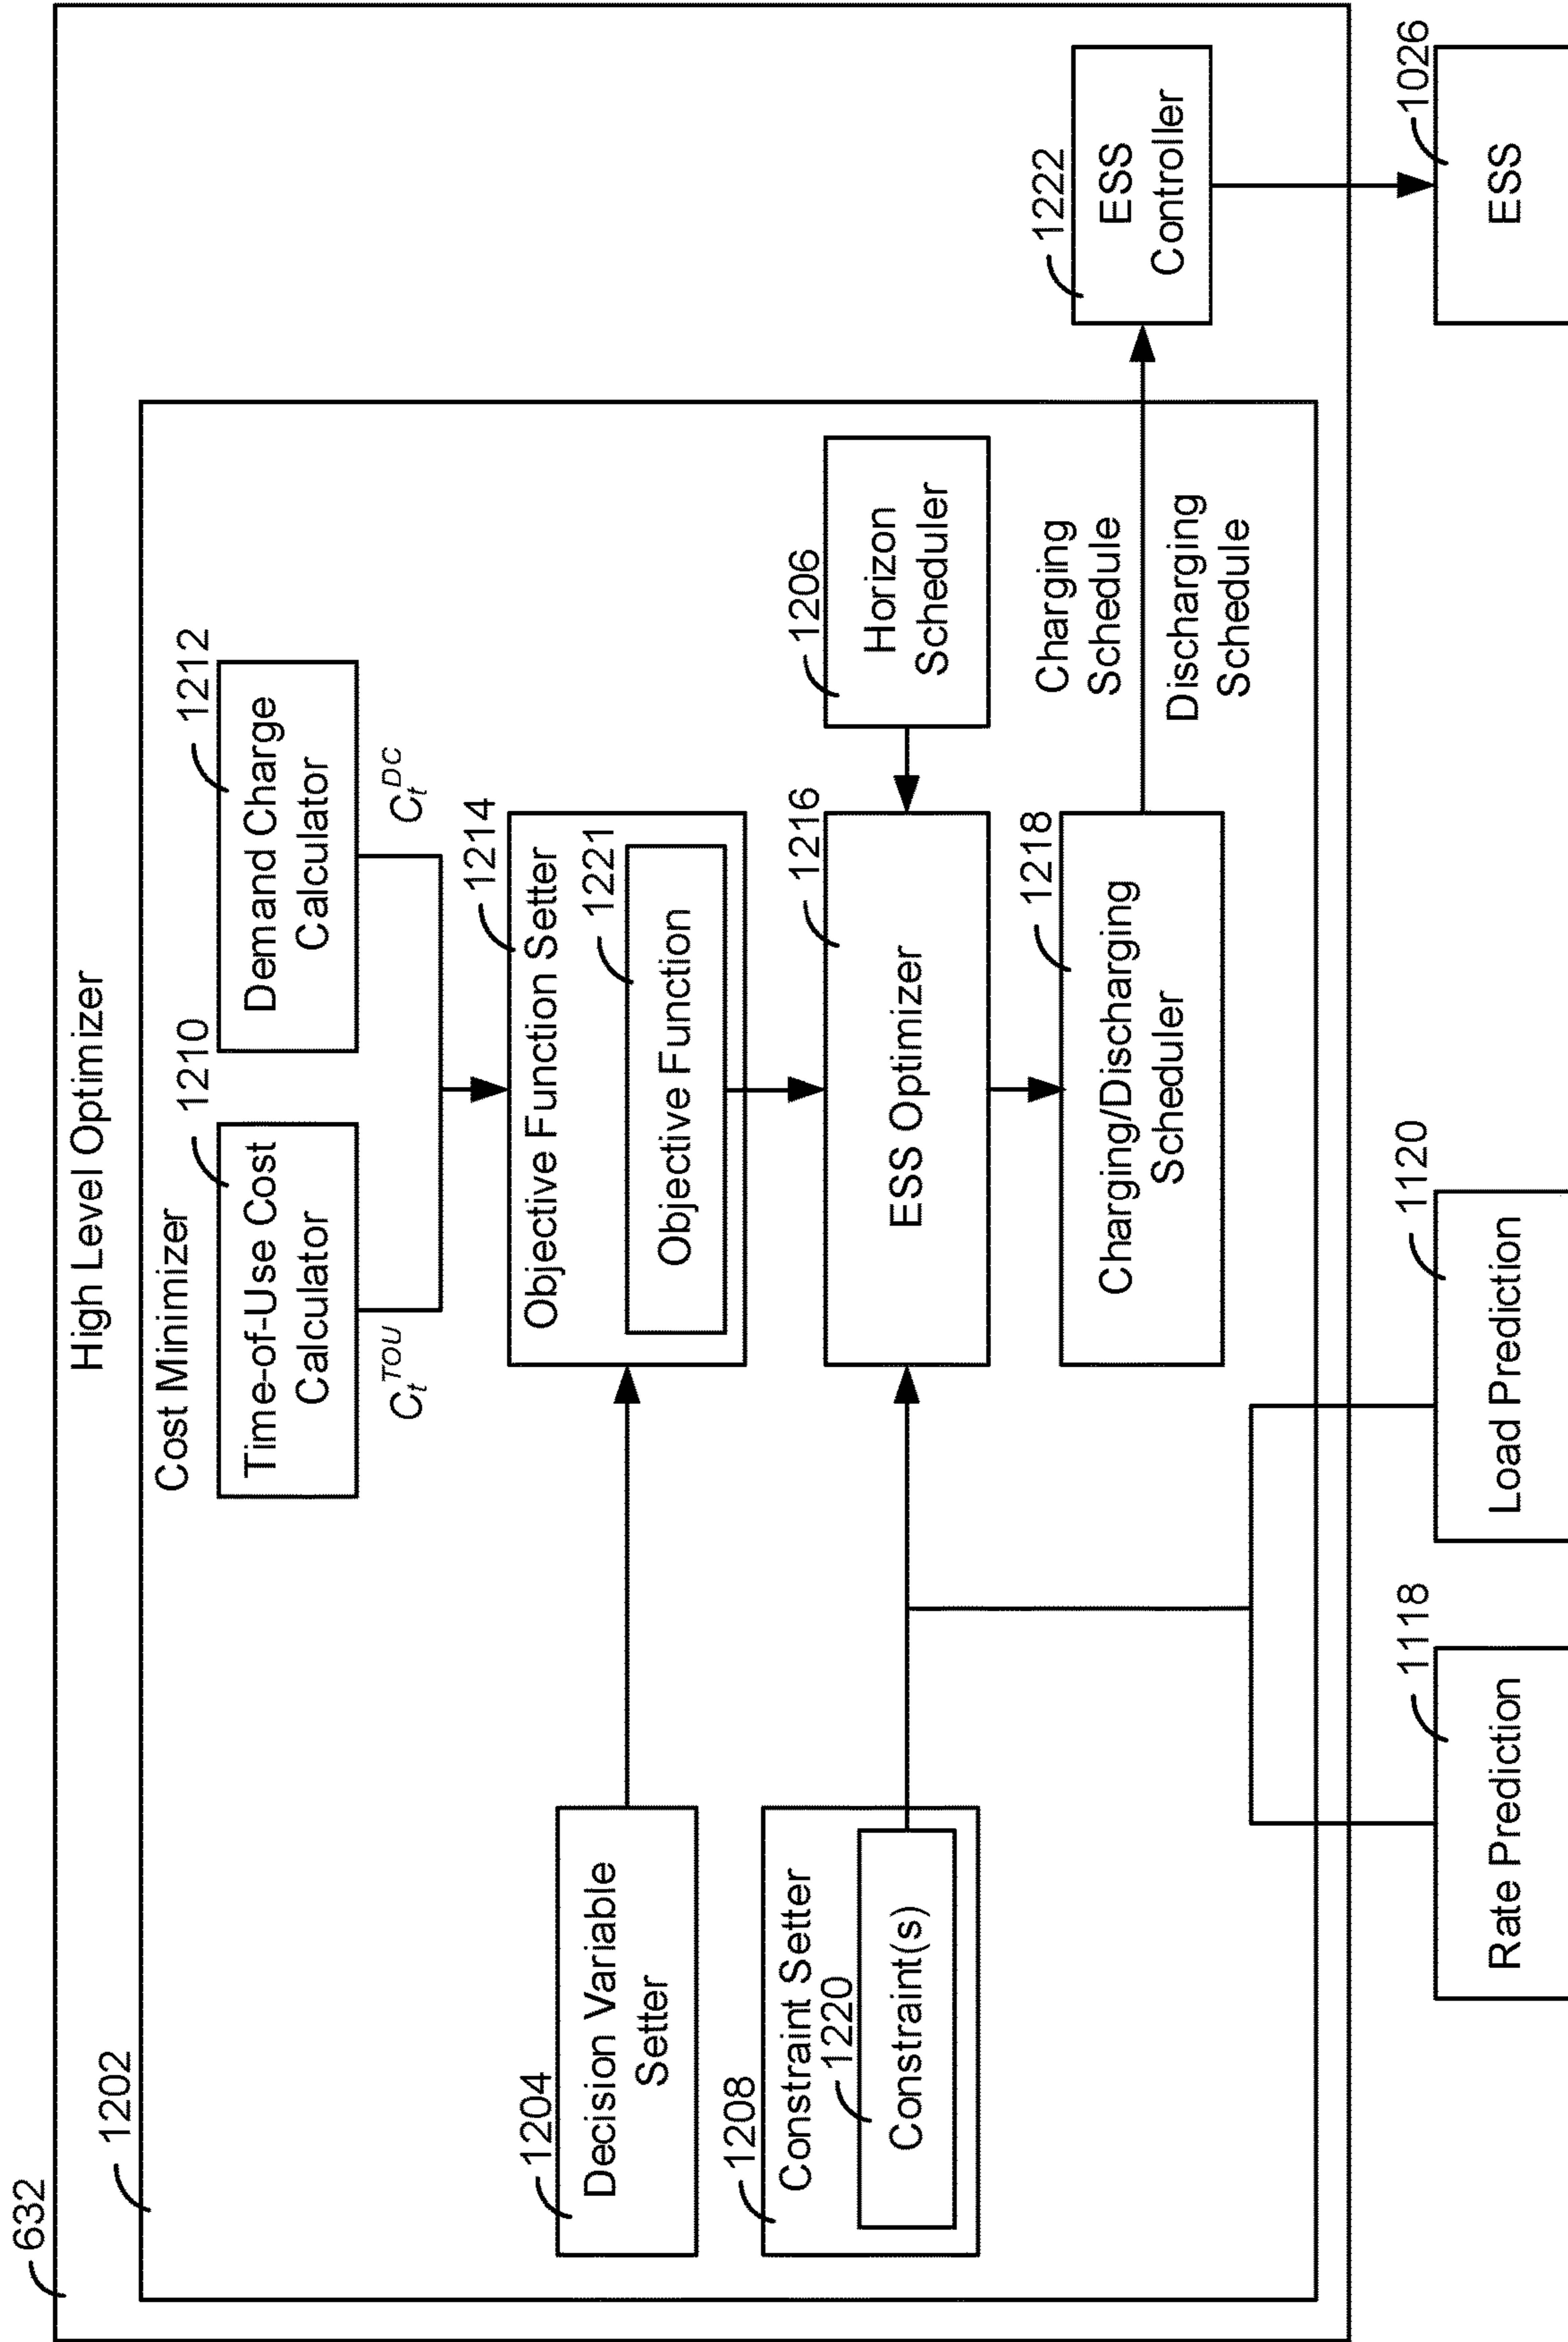 632
High Level Optimizer
1202
Cost Minimizer
1210
Time-of-Use Cost
Calculator
1212
Demand Charge
Calculator
C_t^TOU
C_t^DC
1204
Decision Variable
Setter
1214
Objective Function Setter
1221
Objective Function
1208
Constraint Setter
1220
Constraint(s)
1216
ESS Optimizer
1206
Horizon
Scheduler
1218
Charging/Discharging
Scheduler
Charging
Schedule
Discharging
Schedule
1222
ESS
Controller
1118
Rate Prediction
1120
Load Prediction
1026
ESS